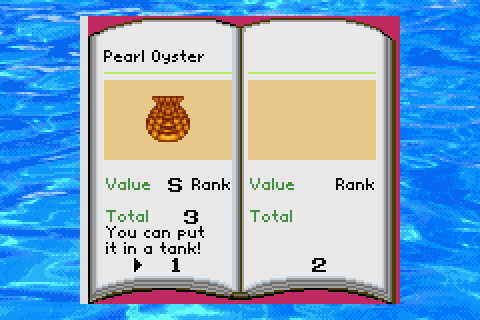 Pearl Oyster
Value S Rank
Total 3
You can put
it in a tank!
1
Value Rank
Total
2